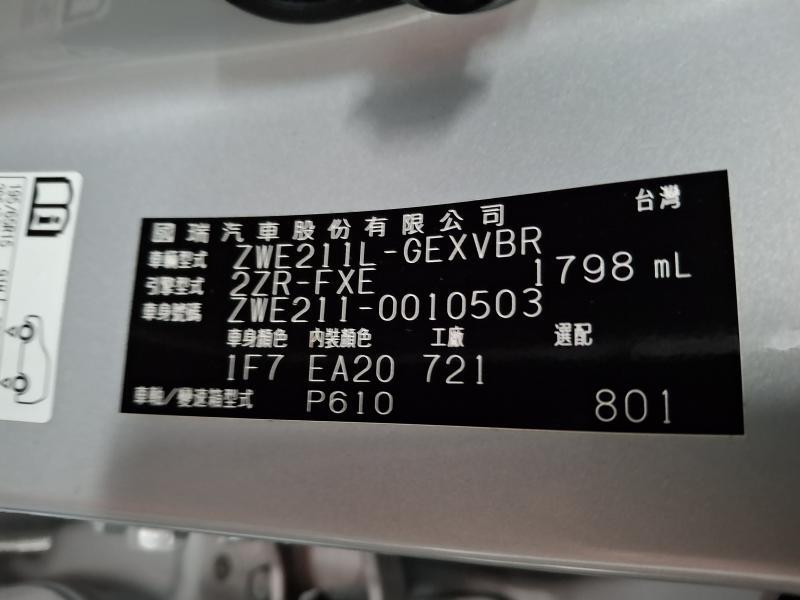 台灣
國瑞汽車股份有限公司
車輛型式 ZWE211L-GEXVBR
引擎型式 2ZR-FXE 1798 mL
車身號碼 ZWE211-0010503
車身顏色 內裝顏色 工廠 選配
1F7 EA20 721
車軸/變速箱型式 P610 801
195/65R15